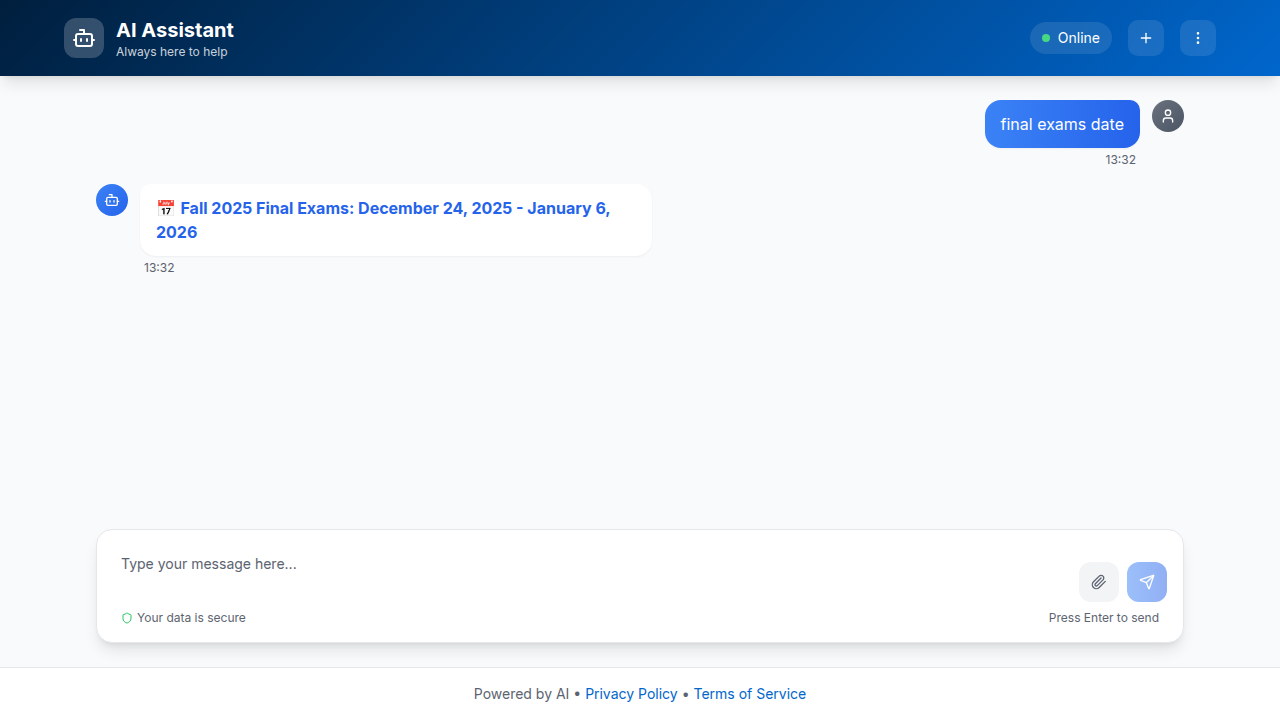 AI Assistant
Always here to help
Online
final exams date
13:32
📅 Fall 2025 Final Exams: December 24, 2025 - January 6,
2026
13:32
Type your message here...
Your data is secure
Press Enter to send
Powered by AI • Privacy Policy • Terms of Service